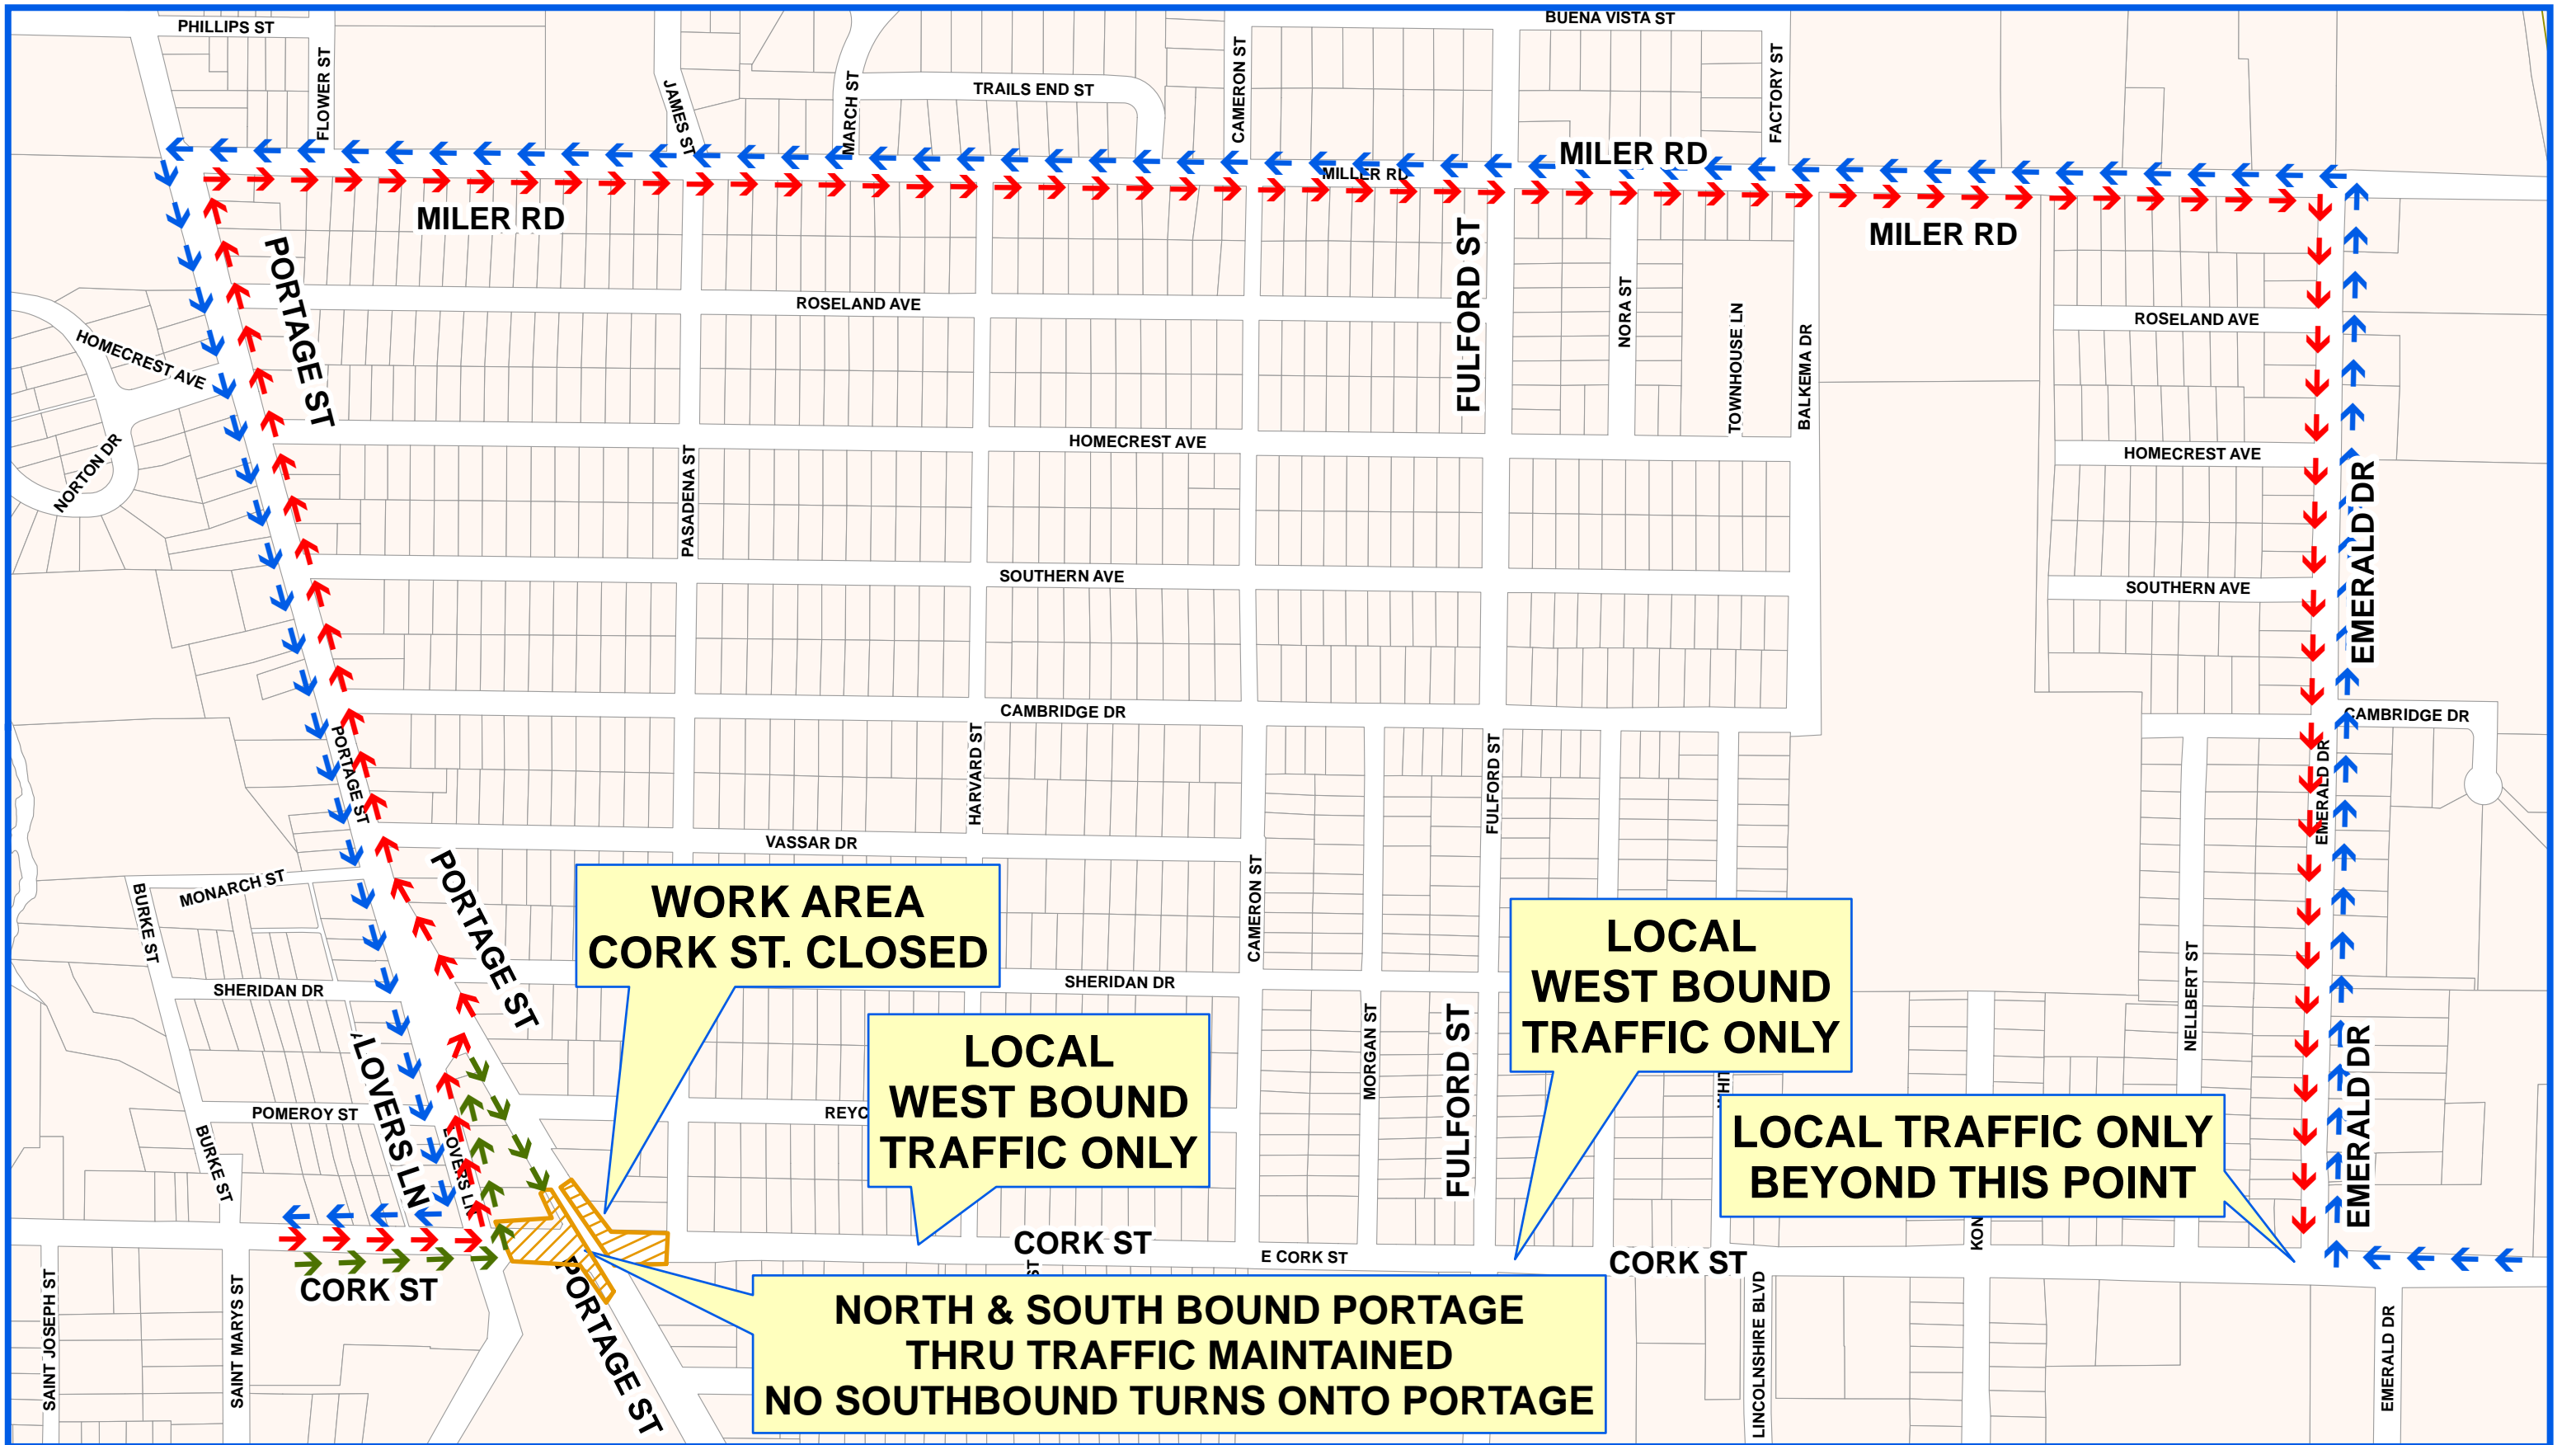 PHILLIPS ST
FLOWER ST
JAMES ST
MARCH ST
TRAILS END ST
CAMERON ST
BUENA VISTA ST
FACTORY ST
MILER RD
MILLER RD
MILER RD
MILER RD
PORTAGE ST
HOMECREST AVE
NORTON DR
ROSELAND AVE
FULFORD ST
NORA ST
TOWNHOUSE LN
BALKEMA DR
ROSELAND AVE
HOMECREST AVE
HOMECREST AVE
PASADENA ST
SOUTHERN AVE
SOUTHERN AVE
EMERALD DR
CAMBRIDGE DR
CAMBRIDGE DR
PORTAGE ST
HARVARD ST
FULFORD ST
EMERALD DR
VASSAR DR
MONARCH ST
BURKE ST
PORTAGE ST
CAMERON ST
WORK AREA
CORK ST. CLOSED
LOCAL
WEST BOUND
TRAFFIC ONLY
SHERIDAN DR
SHERIDAN DR
NELLBERT ST
LOCAL
WEST BOUND
TRAFFIC ONLY
MORGAN ST
FULFORD ST
EMERALD DR
LOVERS LN
LOVERS LN
POMEROY ST
BURKE ST
REYC
WHIT
LOCAL TRAFFIC ONLY
BEYOND THIS POINT
KON
CORK ST
E CORK ST
CORK ST
CORK ST
ST
PORTAGE ST
NORTH & SOUTH BOUND PORTAGE
THRU TRAFFIC MAINTAINED
NO SOUTHBOUND TURNS ONTO PORTAGE
SAINT JOSEPH ST
SAINT MARYS ST
LINCOLNSHIRE BLVD
EMERALD DR